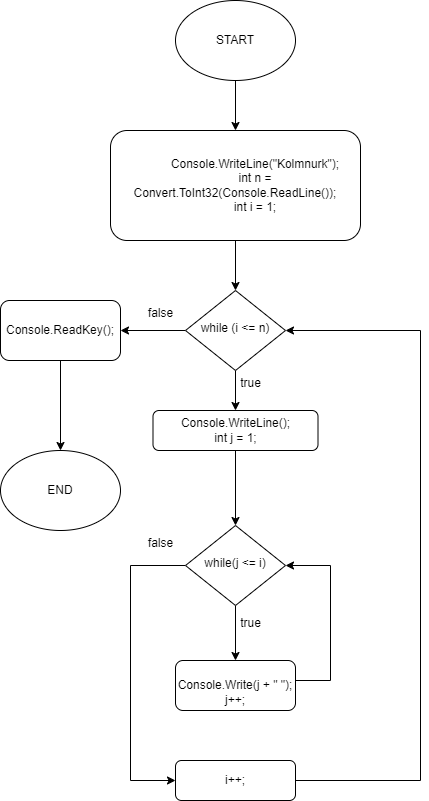 START
Console.WriteLine("Kolmnurk");
int n =
Convert.ToInt32(Console.ReadLine());
int i = 1;
false
while (i <= n)
Console.ReadKey();
true
Console.WriteLine();
int j = 1;
END
false
while(j <= i)
true
Console.Write(j + " ");
j++;
i++;